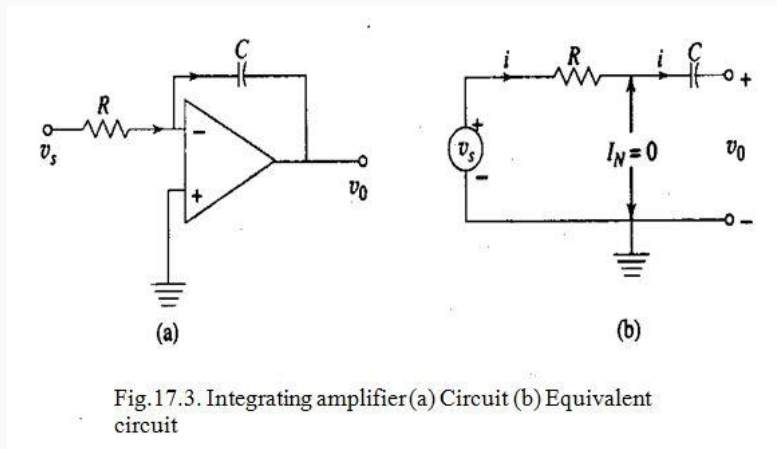 C
R
−
v_s
+
v_0
(a)
i R i C
+
+
v_s
I_N = 0
v_0
−
−
(b)
Fig.17.3. Integrating amplifier (a) Circuit (b) Equivalent
circuit